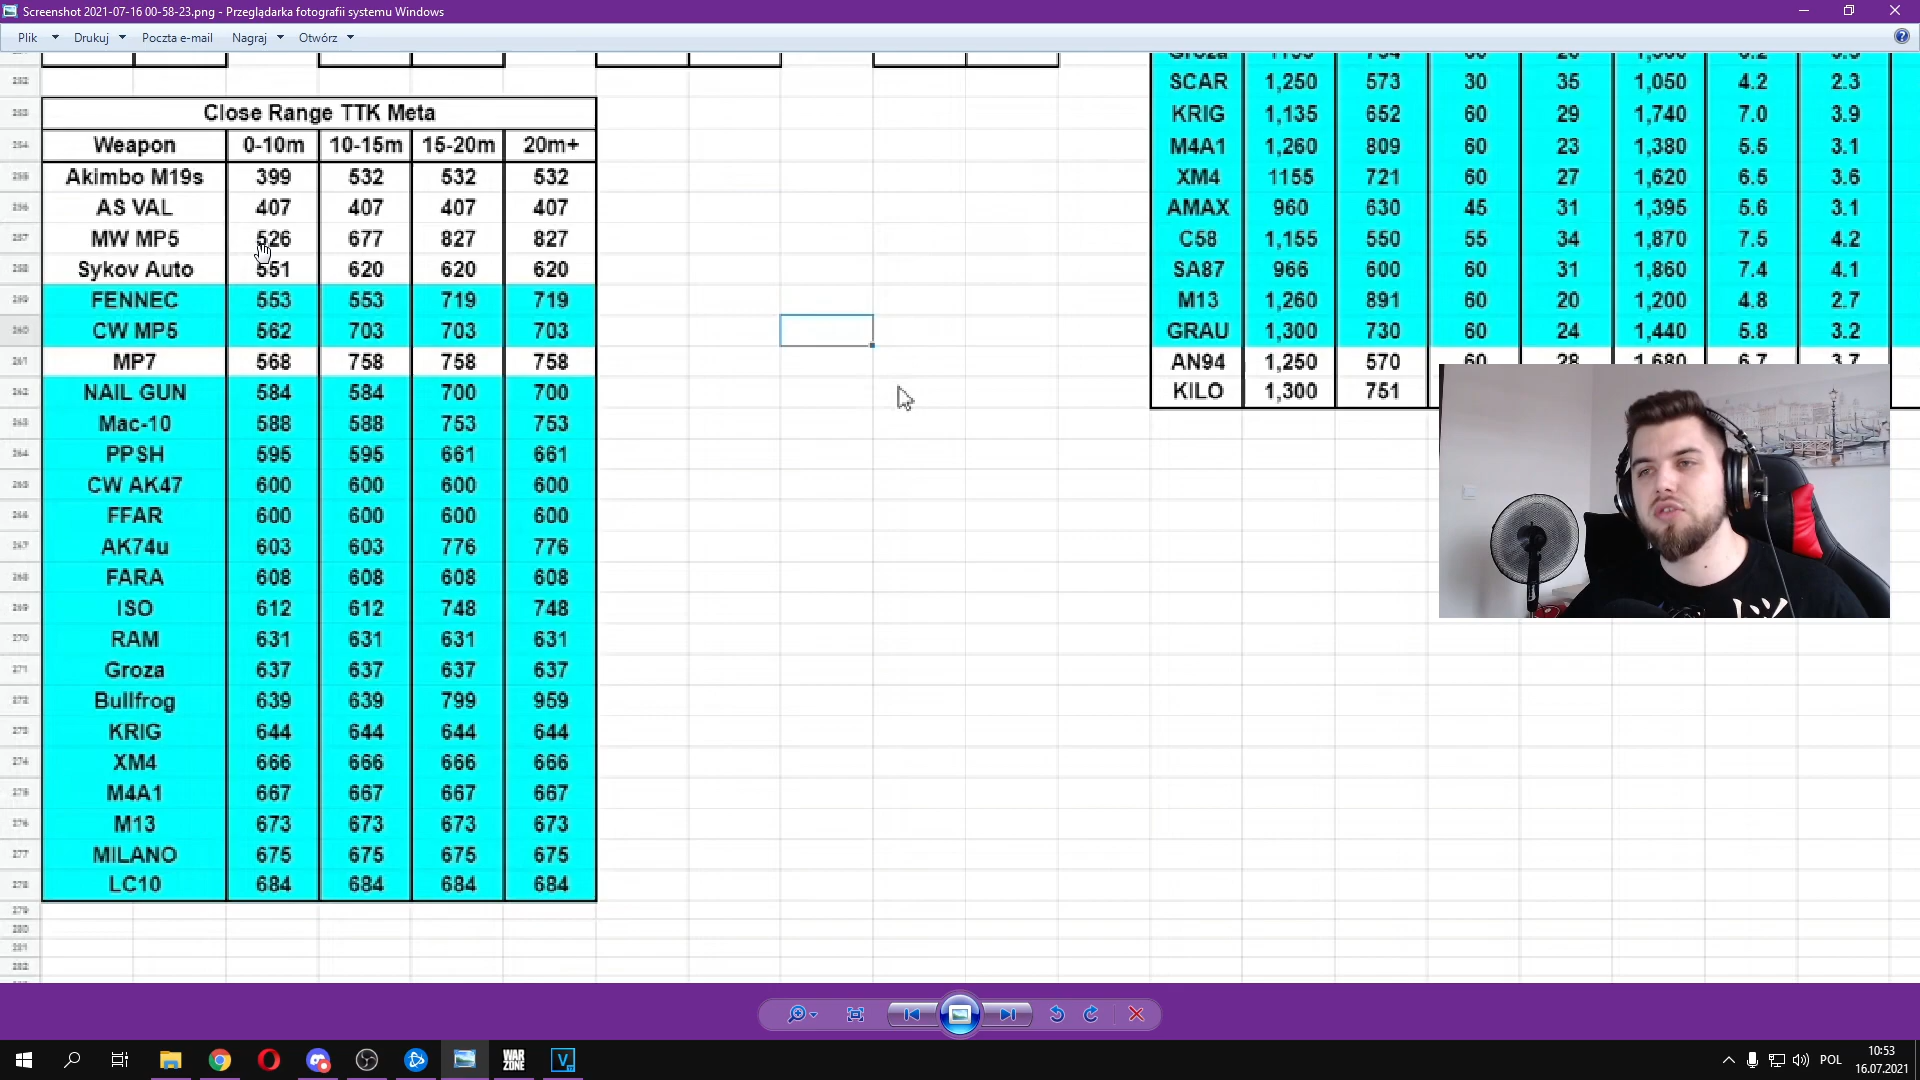 Screenshot 2021-07-16 00-58-23.png - Przeglądarka fotografii systemu Windows
Plik Drukuj Poczta e-mail Nagraj Otwórz
Close Range TTK Meta
Weapon 0-10m 10-15m 15-20m 20m+
Akimbo M19s 399 532 532 532
AS VAL 407 407 407 407
MW MP5 526 677 827 827
Sykov Auto 551 620 620 620
FENNEC 553 553 719 719
CW MP5 562 703 703 703
MP7 568 758 758 758
NAIL GUN 584 584 700 700
Mac-10 588 588 753 753
PPSH 595 595 661 661
CW AK47 600 600 600 600
FFAR 600 600 600 600
AK74u 603 603 776 776
FARA 608 608 608 608
ISO 612 612 748 748
RAM 631 631 631 631
Groza 637 637 637 637
Bullfrog 639 639 799 959
KRIG 644 644 644 644
XM4 666 666 666 666
M4A1 667 667 667 667
M13 673 673 673 673
MILANO 675 675 675 675
LC10 684 684 684 684
Groza
SCAR 1,250 573 30 35 1,050 4.2 2.3
KRIG 1,135 652 60 29 1,740 7.0 3.9
M4A1 1,260 809 60 23 1,380 5.5 3.1
XM4 1155 721 60 27 1,620 6.5 3.6
AMAX 960 630 45 31 1,395 5.6 3.1
C58 1,155 550 55 34 1,870 7.5 4.2
SA87 966 600 60 31 1,860 7.4 4.1
M13 1,260 891 60 20 1,200 4.8 2.7
GRAU 1,300 730 60 24 1,440 5.8 3.2
AN94 1,250 570 60 28 1,680 6.7 3.7
KILO 1,300 751
WAR
ZONE
V
POL
10:53
16.07.2021